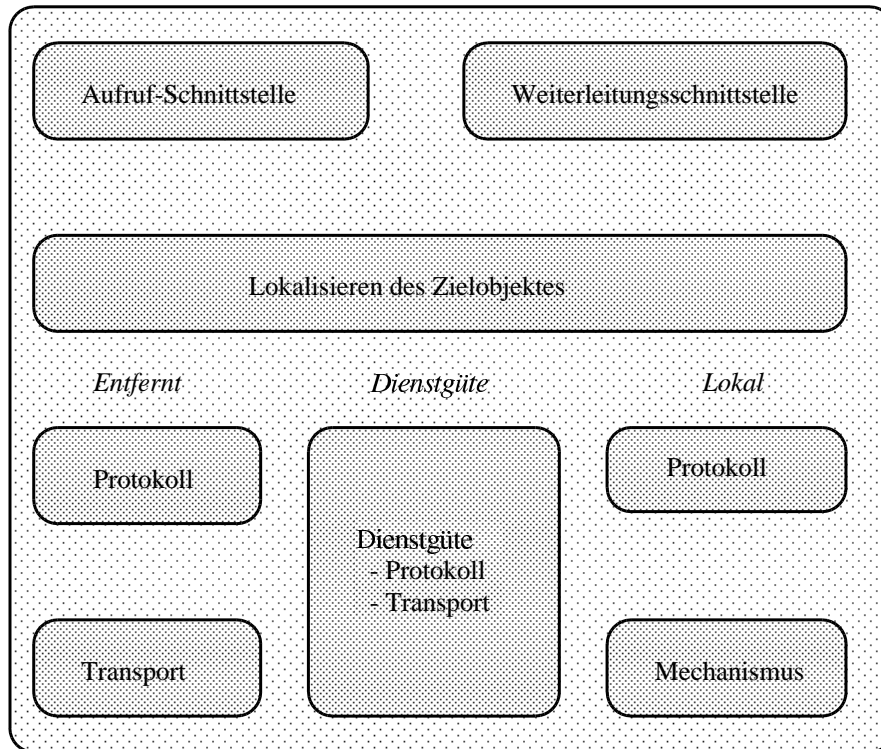 Aufruf-Schnittstelle
Weiterleitungsschnittstelle
Lokalisieren des Zielobjektes
Entfernt
Dienstgüte
Lokal
Protokoll
Dienstgüte
- Protokoll
- Transport
Protokoll
Transport
Mechanismus